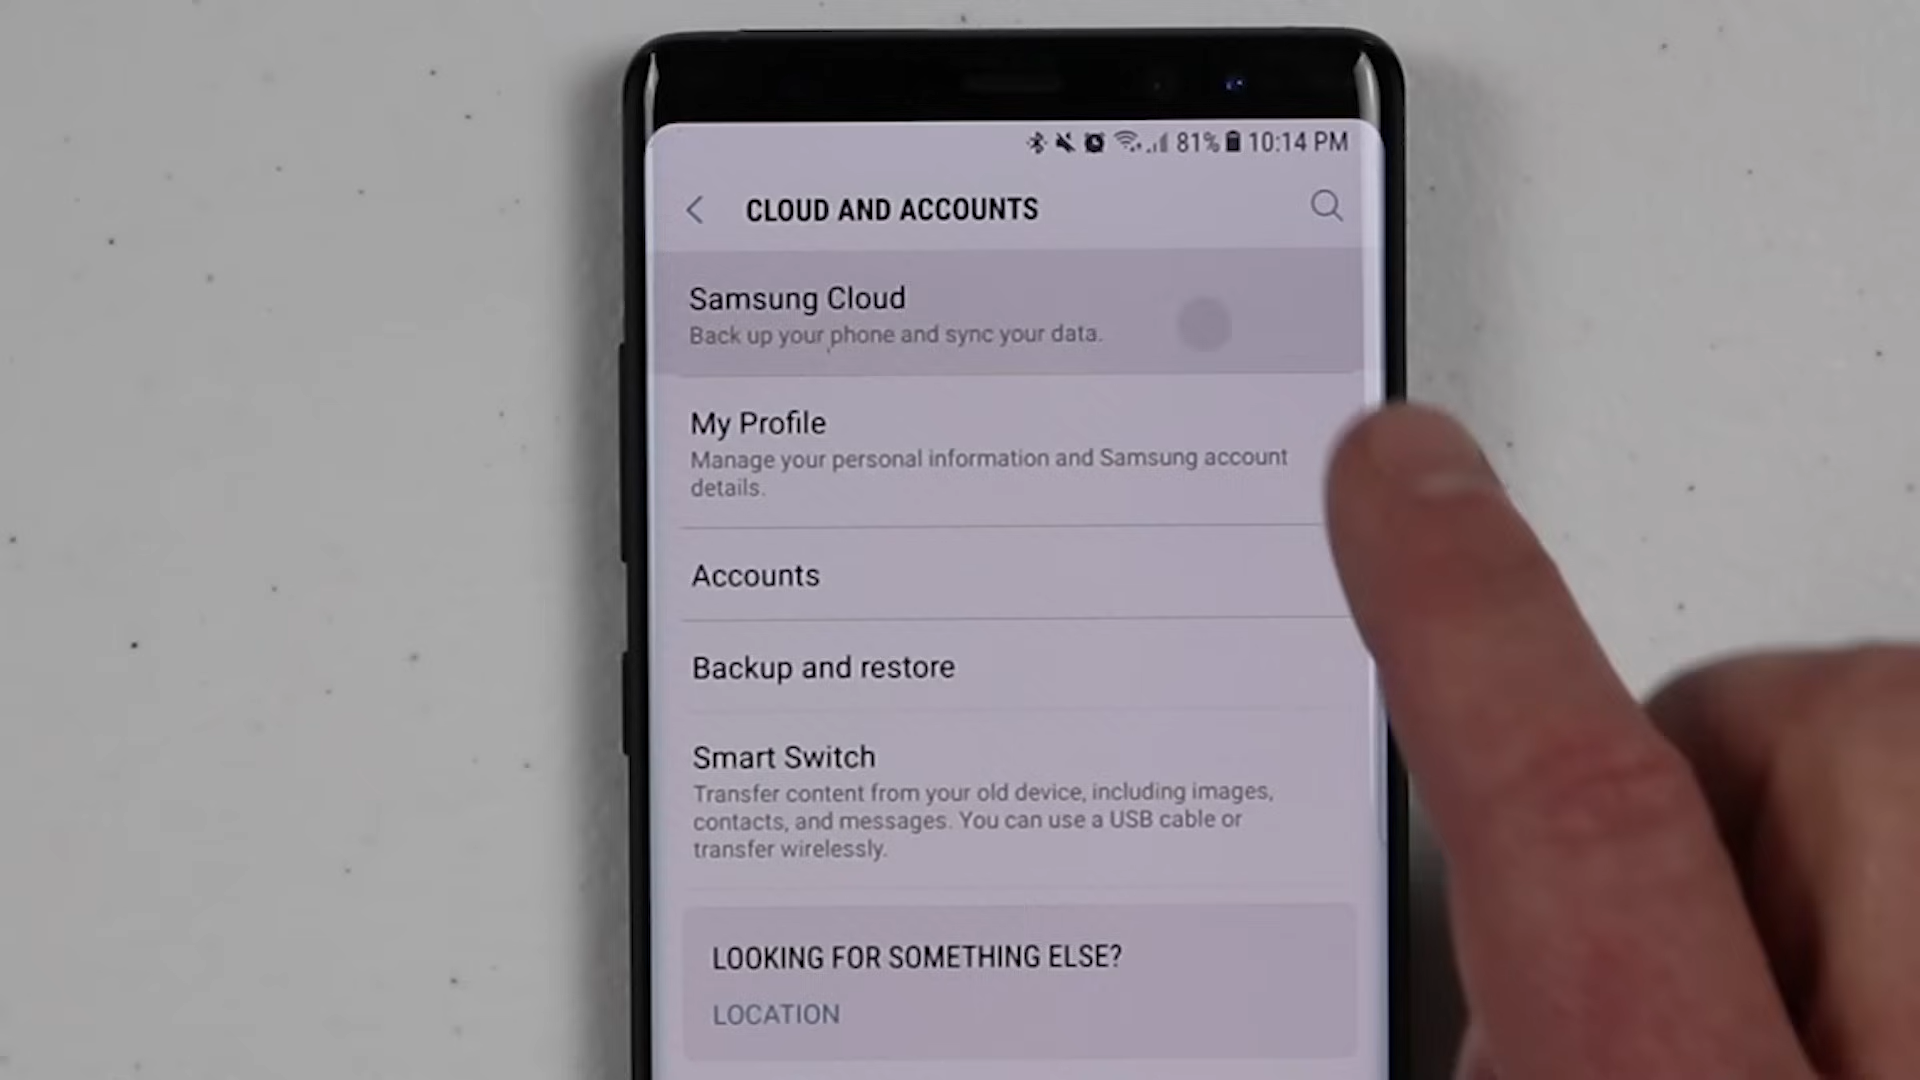 81% 10:14 PM
CLOUD AND ACCOUNTS
Samsung Cloud
Back up your phone and sync your data.
My Profile
Manage your personal information and Samsung account
details.
Accounts
Backup and restore
Smart Switch
Transfer content from your old device, including images,
contacts, and messages. You can use a USB cable or
transfer wirelessly.
LOOKING FOR SOMETHING ELSE?
LOCATION